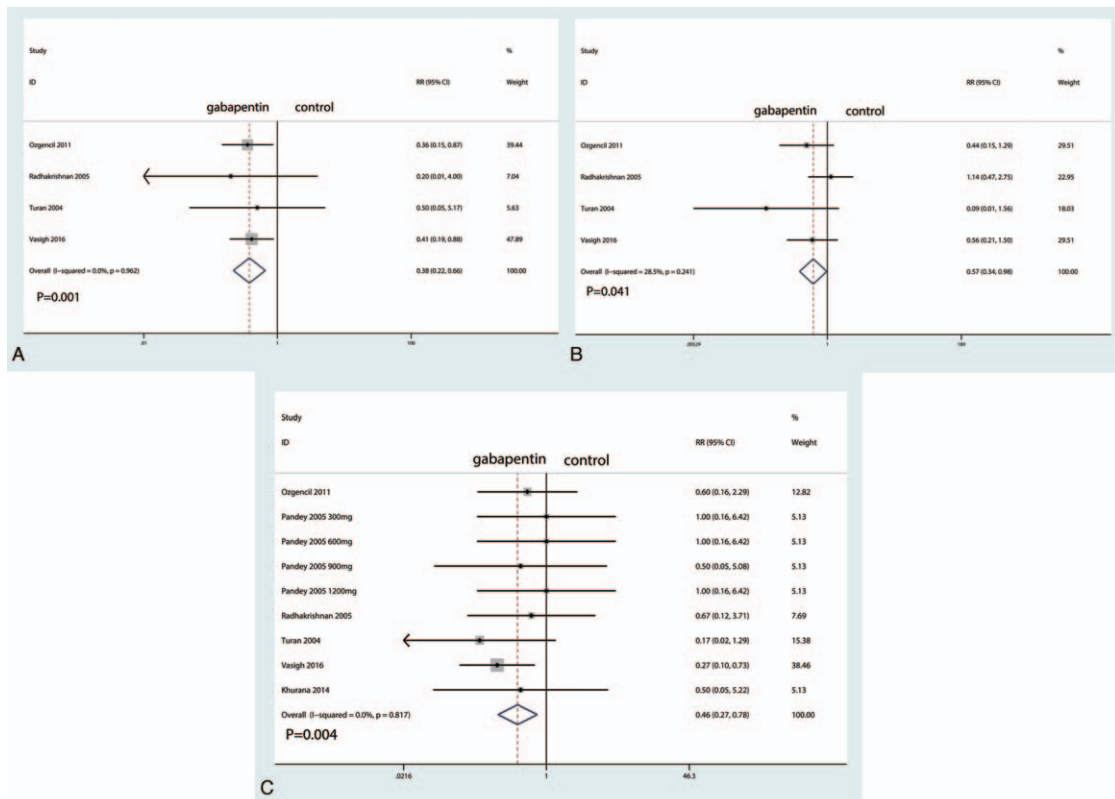 Study %
ID RR (95% CI) Weight
gabapentin control
Ozgencil 2011 0.36 (0.15, 0.87) 39.44
Radhakrishnan 2005 0.20 (0.01, 4.00) 7.04
Turan 2004 0.50 (0.05, 5.17) 5.63
Vasigh 2016 0.41 (0.19, 0.88) 47.89
Overall (I-squared = 0.0%, p = 0.962) 0.38 (0.22, 0.66) 100.00
P=0.001
.01 1 100
A
Study %
ID RR (95% CI) Weight
gabapentin control
Ozgencil 2011 0.44 (0.15, 1.29) 29.51
Radhakrishnan 2005 1.14 (0.47, 2.75) 22.95
Turan 2004 0.09 (0.01, 1.56) 18.03
Vasigh 2016 0.56 (0.21, 1.50) 29.51
Overall (I-squared = 28.5%, p = 0.241) 0.57 (0.34, 0.98) 100.00
P=0.041
.00529 1 189
B
Study %
ID RR (95% CI) Weight
gabapentin control
Ozgencil 2011 0.60 (0.16, 2.29) 12.82
Pandey 2005 300mg 1.00 (0.16, 6.42) 5.13
Pandey 2005 600mg 1.00 (0.16, 6.42) 5.13
Pandey 2005 900mg 0.50 (0.05, 5.08) 5.13
Pandey 2005 1200mg 1.00 (0.16, 6.42) 5.13
Radhakrishnan 2005 0.67 (0.12, 3.71) 7.69
Turan 2004 0.17 (0.02, 1.29) 15.38
Vasigh 2016 0.27 (0.10, 0.73) 38.46
Khurana 2014 0.50 (0.05, 5.22) 5.13
Overall (I-squared = 0.0%, p = 0.817) 0.46 (0.27, 0.78) 100.00
P=0.004
.0216 1 46.3
C